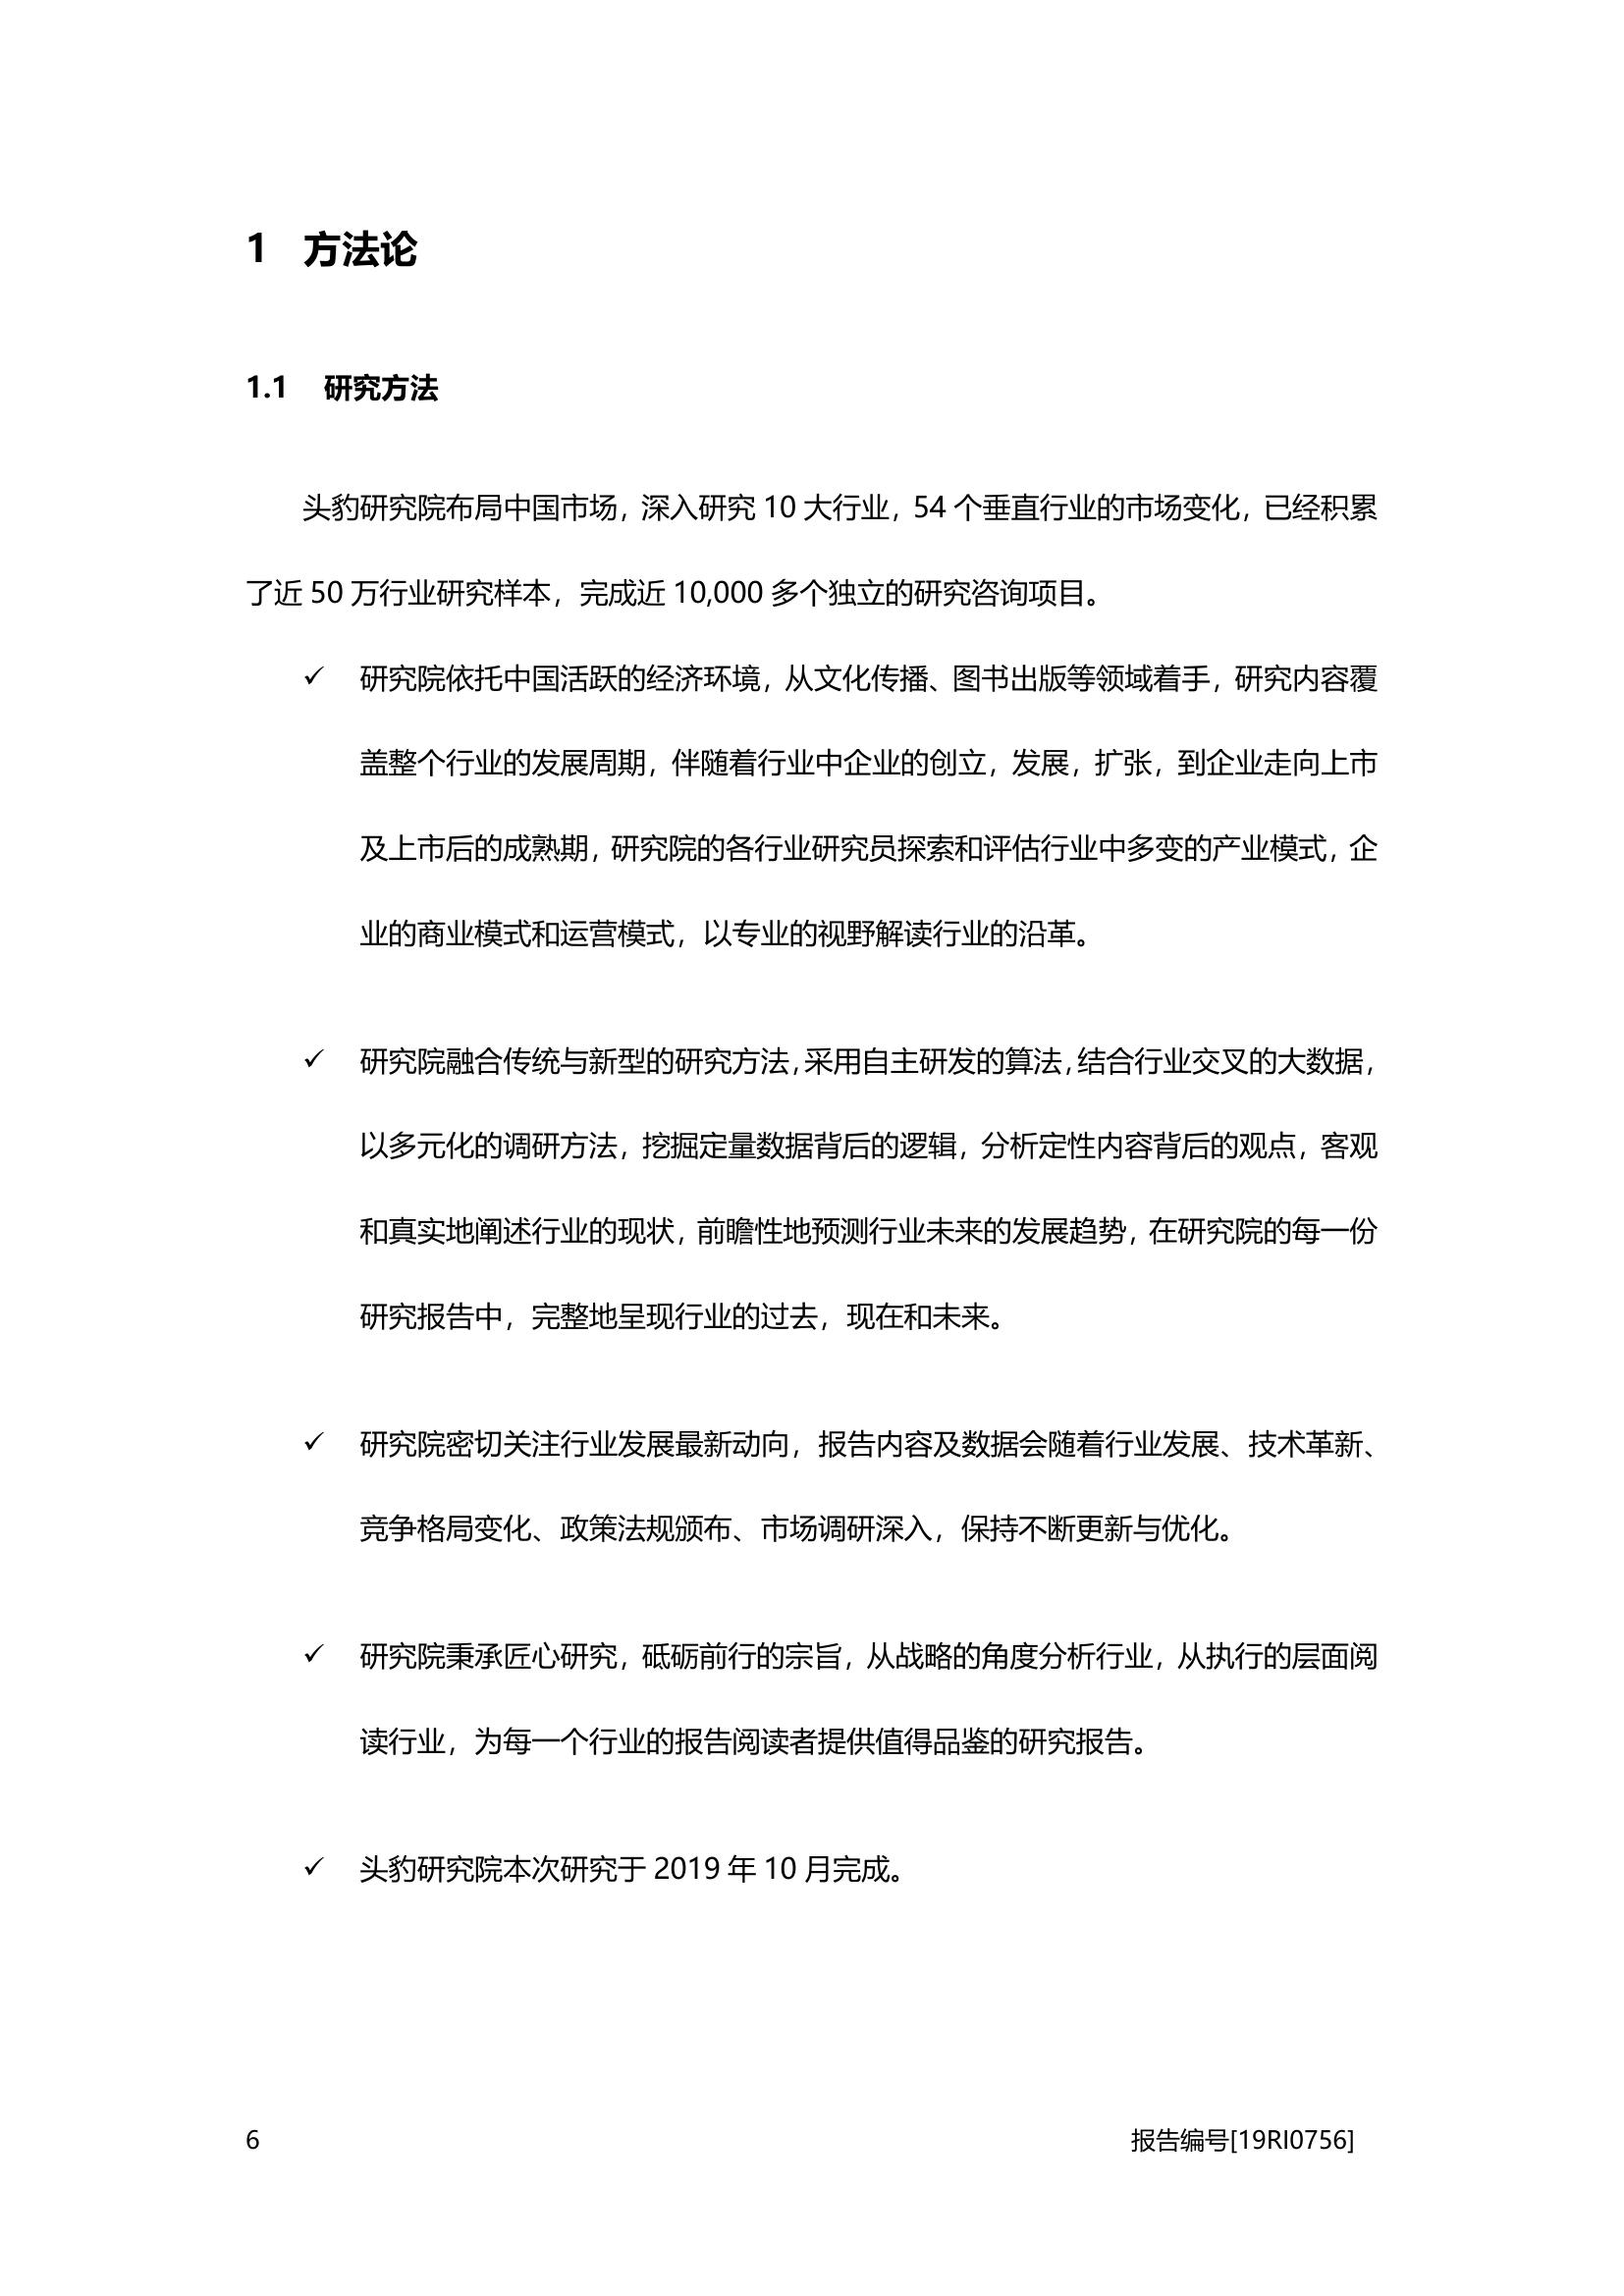 1 方法论
1.1 研究方法
头豹研究院布局中国市场，深入研究 10 大行业，54 个垂直行业的市场变化，已经积累
了近 50 万行业研究样本，完成近 10,000 多个独立的研究咨询项目。
✓ 研究院依托中国活跃的经济环境，从文化传播、图书出版等领域着手，研究内容覆
盖整个行业的发展周期，伴随着行业中企业的创立，发展，扩张，到企业走向上市
及上市后的成熟期，研究院的各行业研究员探索和评估行业中多变的产业模式，企
业的商业模式和运营模式，以专业的视野解读行业的沿革。
✓ 研究院融合传统与新型的研究方法，采用自主研发的算法，结合行业交叉的大数据，
以多元化的调研方法，挖掘定量数据背后的逻辑，分析定性内容背后的观点，客观
和真实地阐述行业的现状，前瞻性地预测行业未来的发展趋势，在研究院的每一份
研究报告中，完整地呈现行业的过去，现在和未来。
✓ 研究院密切关注行业发展最新动向，报告内容及数据会随着行业发展、技术革新、
竞争格局变化、政策法规颁布、市场调研深入，保持不断更新与优化。
✓ 研究院秉承匠心研究，砥砺前行的宗旨，从战略的角度分析行业，从执行的层面阅
读行业，为每一个行业的报告阅读者提供值得品鉴的研究报告。
✓ 头豹研究院本次研究于 2019 年 10 月完成。
6 报告编号[19RI0756]